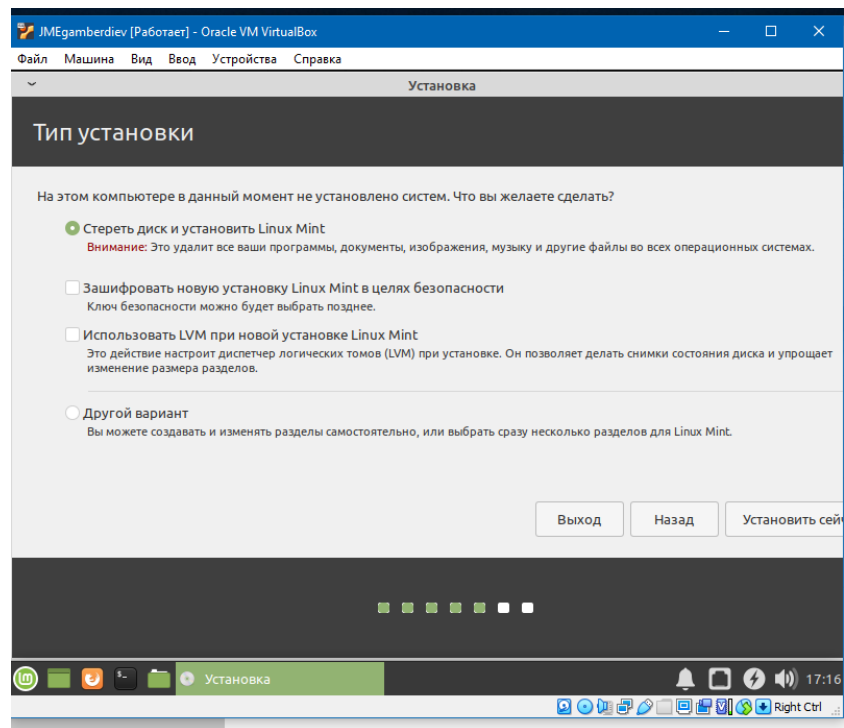 JMEgamberdiev [Работает] - Oracle VM VirtualBox
Файл Машина Вид Ввод Устройства Справка
Установка
Тип установки
На этом компьютере в данный момент не установлено систем. Что вы желаете сделать?
Стереть диск и установить Linux Mint
Внимание: Это удалит все ваши программы, документы, изображения, музыку и другие файлы во всех операционных системах.
Зашифровать новую установку Linux Mint в целях безопасности
Ключ безопасности можно будет выбрать позднее.
Использовать LVM при новой установке Linux Mint
Это действие настроит диспетчер логических томов (LVM) при установке. Он позволяет делать снимки состояния диска и упрощает
изменение размера разделов.
Другой вариант
Вы можете создавать и изменять разделы самостоятельно, или выбрать сразу несколько разделов для Linux Mint.
Выход Назад Установить сей
Установка 17:16
Right Ctrl